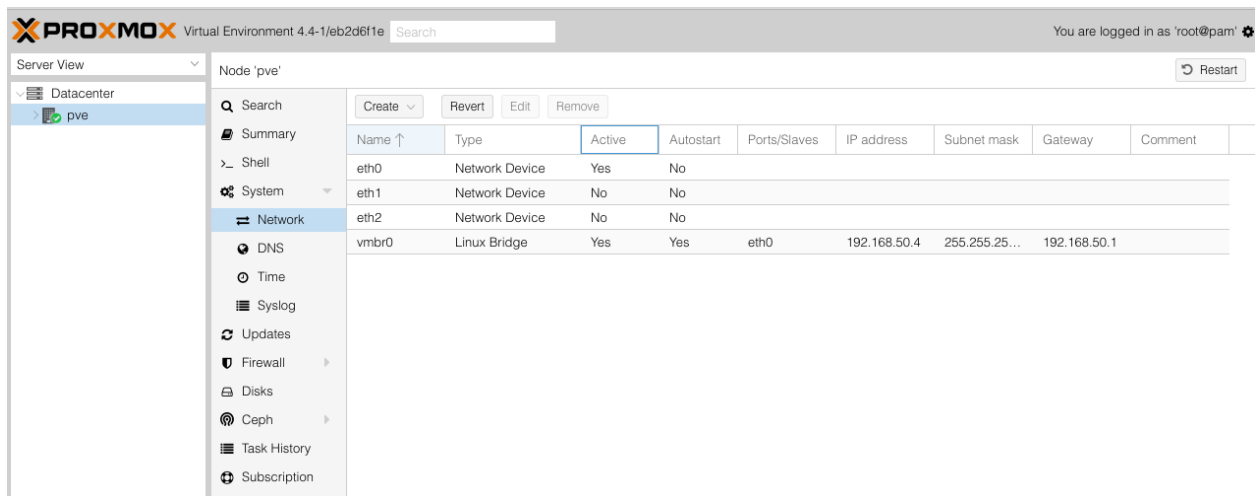 PROXMOX Virtual Environment 4.4-1/eb2d6f1e Search You are logged in as 'root@pam'
Server View
Datacenter
pve
Node 'pve' Restart
Search
Summary
Shell
System
Network
DNS
Time
Syslog
Updates
Firewall
Disks
Ceph
Task History
Subscription
Create Revert Edit Remove
Name Type Active Autostart Ports/Slaves IP address Subnet mask Gateway Comment
eth0 Network Device Yes No
eth1 Network Device No No
eth2 Network Device No No
vmbr0 Linux Bridge Yes Yes eth0 192.168.50.4 255.255.25... 192.168.50.1